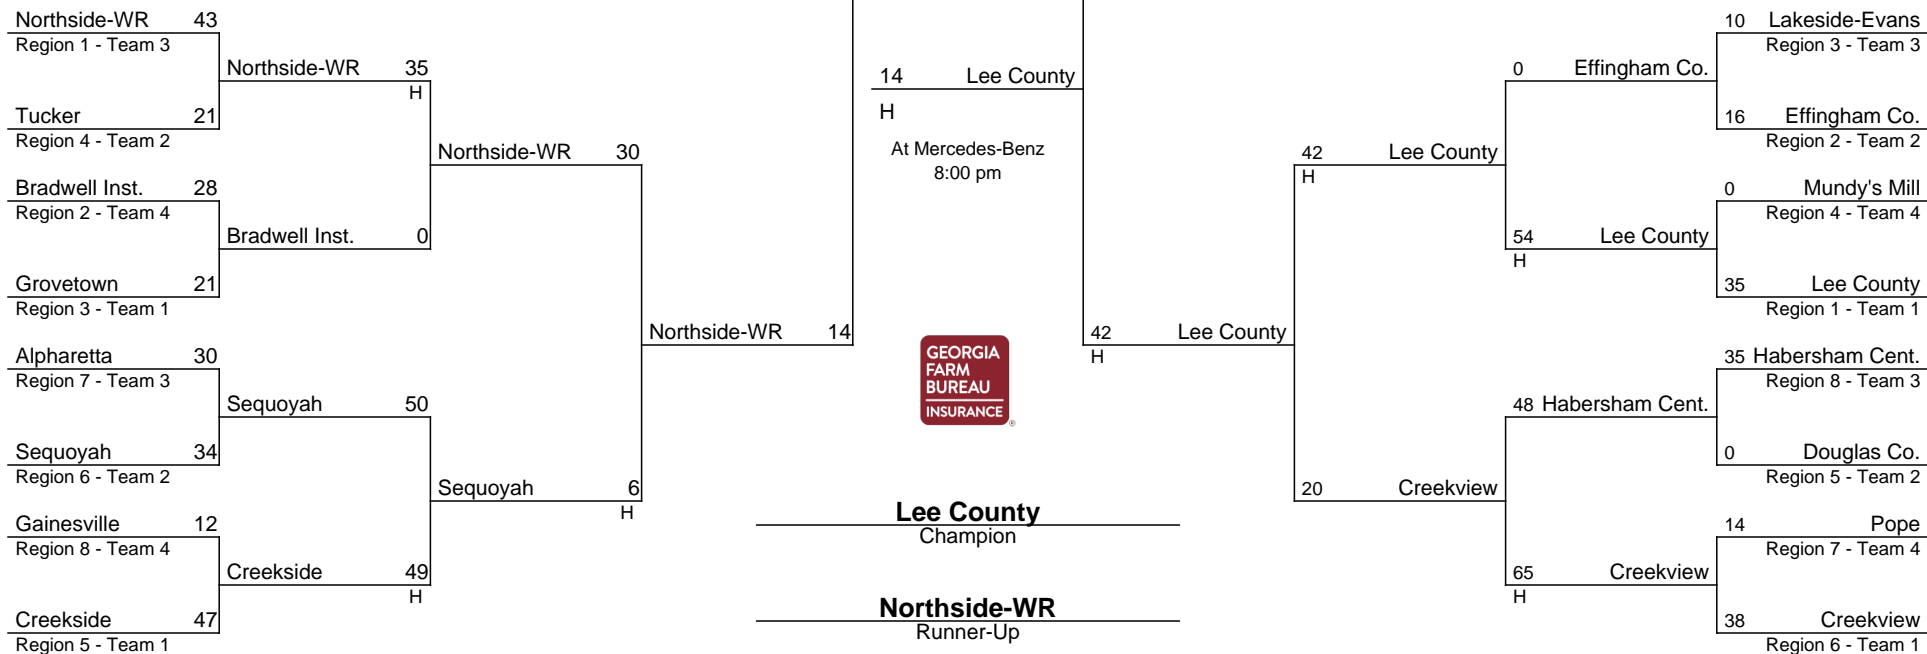 Northside-WR 43
Region 1 - Team 3
Northside-WR 35
H
Tucker 21
Region 4 - Team 2
Northside-WR 30
Bradwell Inst. 28
Region 2 - Team 4
Bradwell Inst. 0
Grovetown 21
Region 3 - Team 1
Northside-WR 14
Alpharetta 30
Region 7 - Team 3
Sequoyah 50
Sequoyah 34
Region 6 - Team 2
Sequoyah 6
H
Gainesville 12
Region 8 - Team 4
Creekside 49
H
Creekside 47
Region 5 - Team 1
14 Lee County
H
At Mercedes-Benz
8:00 pm
GEORGIA
FARM
BUREAU
INSURANCE
®
Lee County
Champion
Northside-WR
Runner-Up
10 Lakeside-Evans
Region 3 - Team 3
0 Effingham Co.
16 Effingham Co.
Region 2 - Team 2
42 Lee County
H
0 Mundy's Mill
Region 4 - Team 4
54 Lee County
H
35 Lee County
Region 1 - Team 1
42 Lee County
H
35 Habersham Cent.
Region 8 - Team 3
48 Habersham Cent.
0 Douglas Co.
Region 5 - Team 2
20 Creekview
14 Pope
Region 7 - Team 4
65 Creekview
H
38 Creekview
Region 6 - Team 1